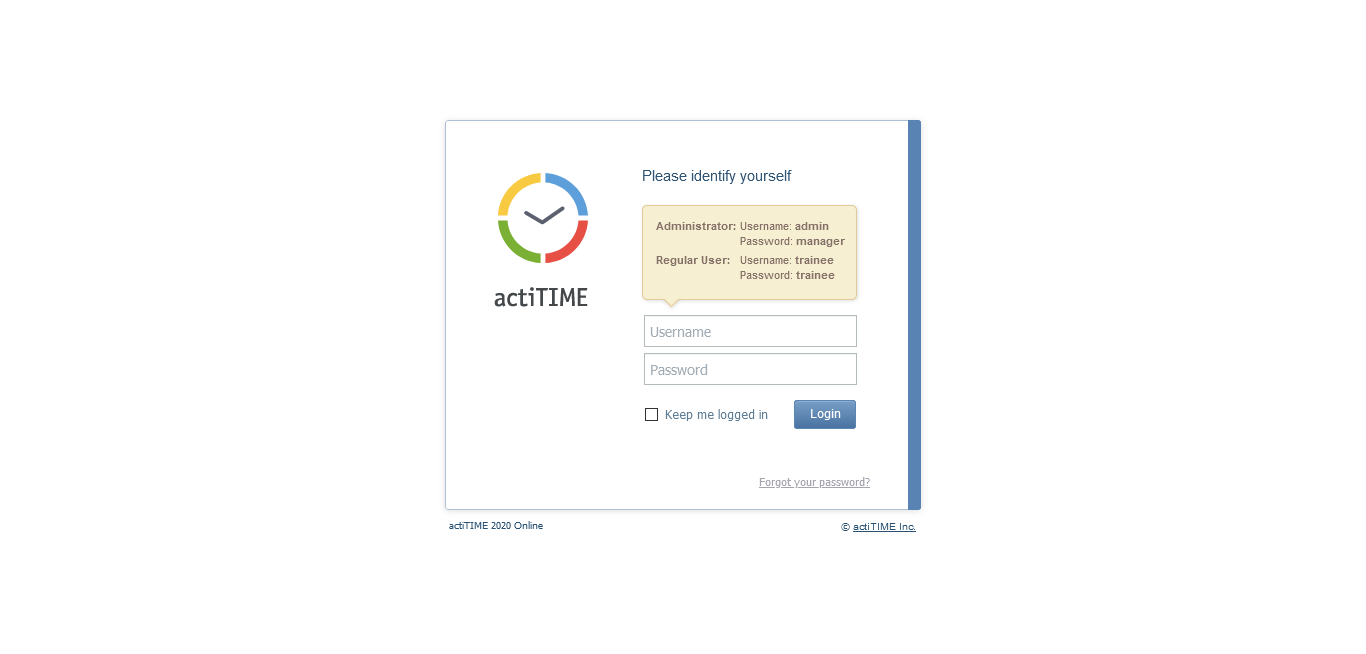 actiTIME
Please identify yourself
Administrator: Username: admin
Password: manager
Regular User: Username: trainee
Password: trainee
Username
Password
Keep me logged in
Login
Forgot your password?
actiTIME 2020 Online
© actiTIME Inc.